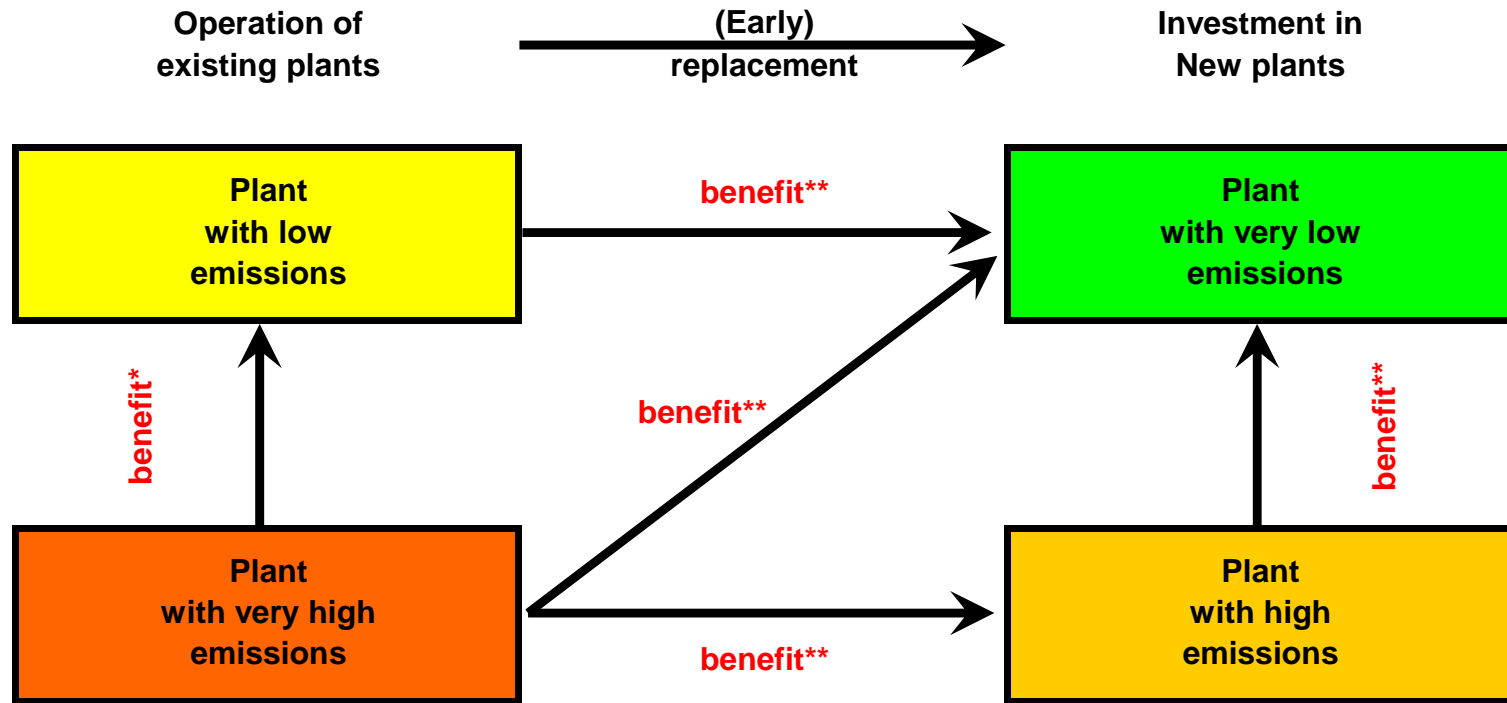 Operation of
existing plants
(Early)
replacement
Investment in
New plants
Plant
with low
emissions
benefit**
Plant
with very low
emissions
benefit*
benefit**
benefit**
Plant
with very high
emissions
benefit**
Plant
with high
emissions